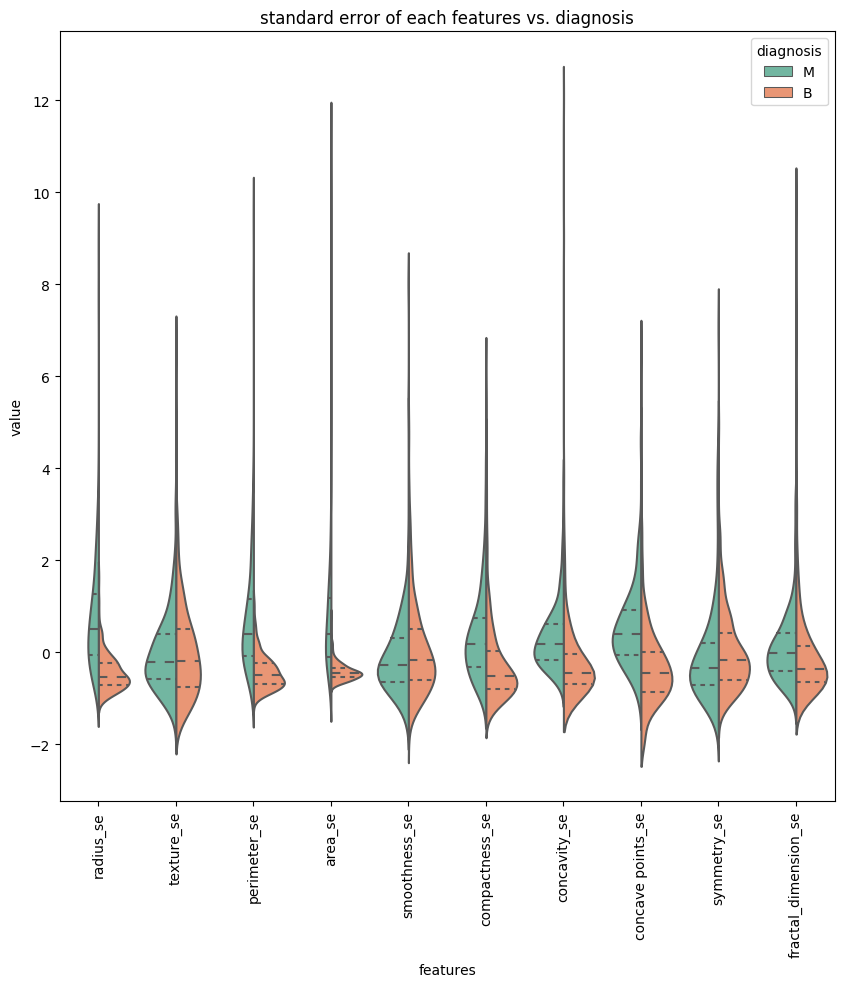 standard error of each features vs. diagnosis
diagnosis
M
B
12
10
8
6
4
2
0
−2
value
radius_se
texture_se
perimeter_se
area_se
smoothness_se
compactness_se
concavity_se
concave points_se
symmetry_se
fractal_dimension_se
features